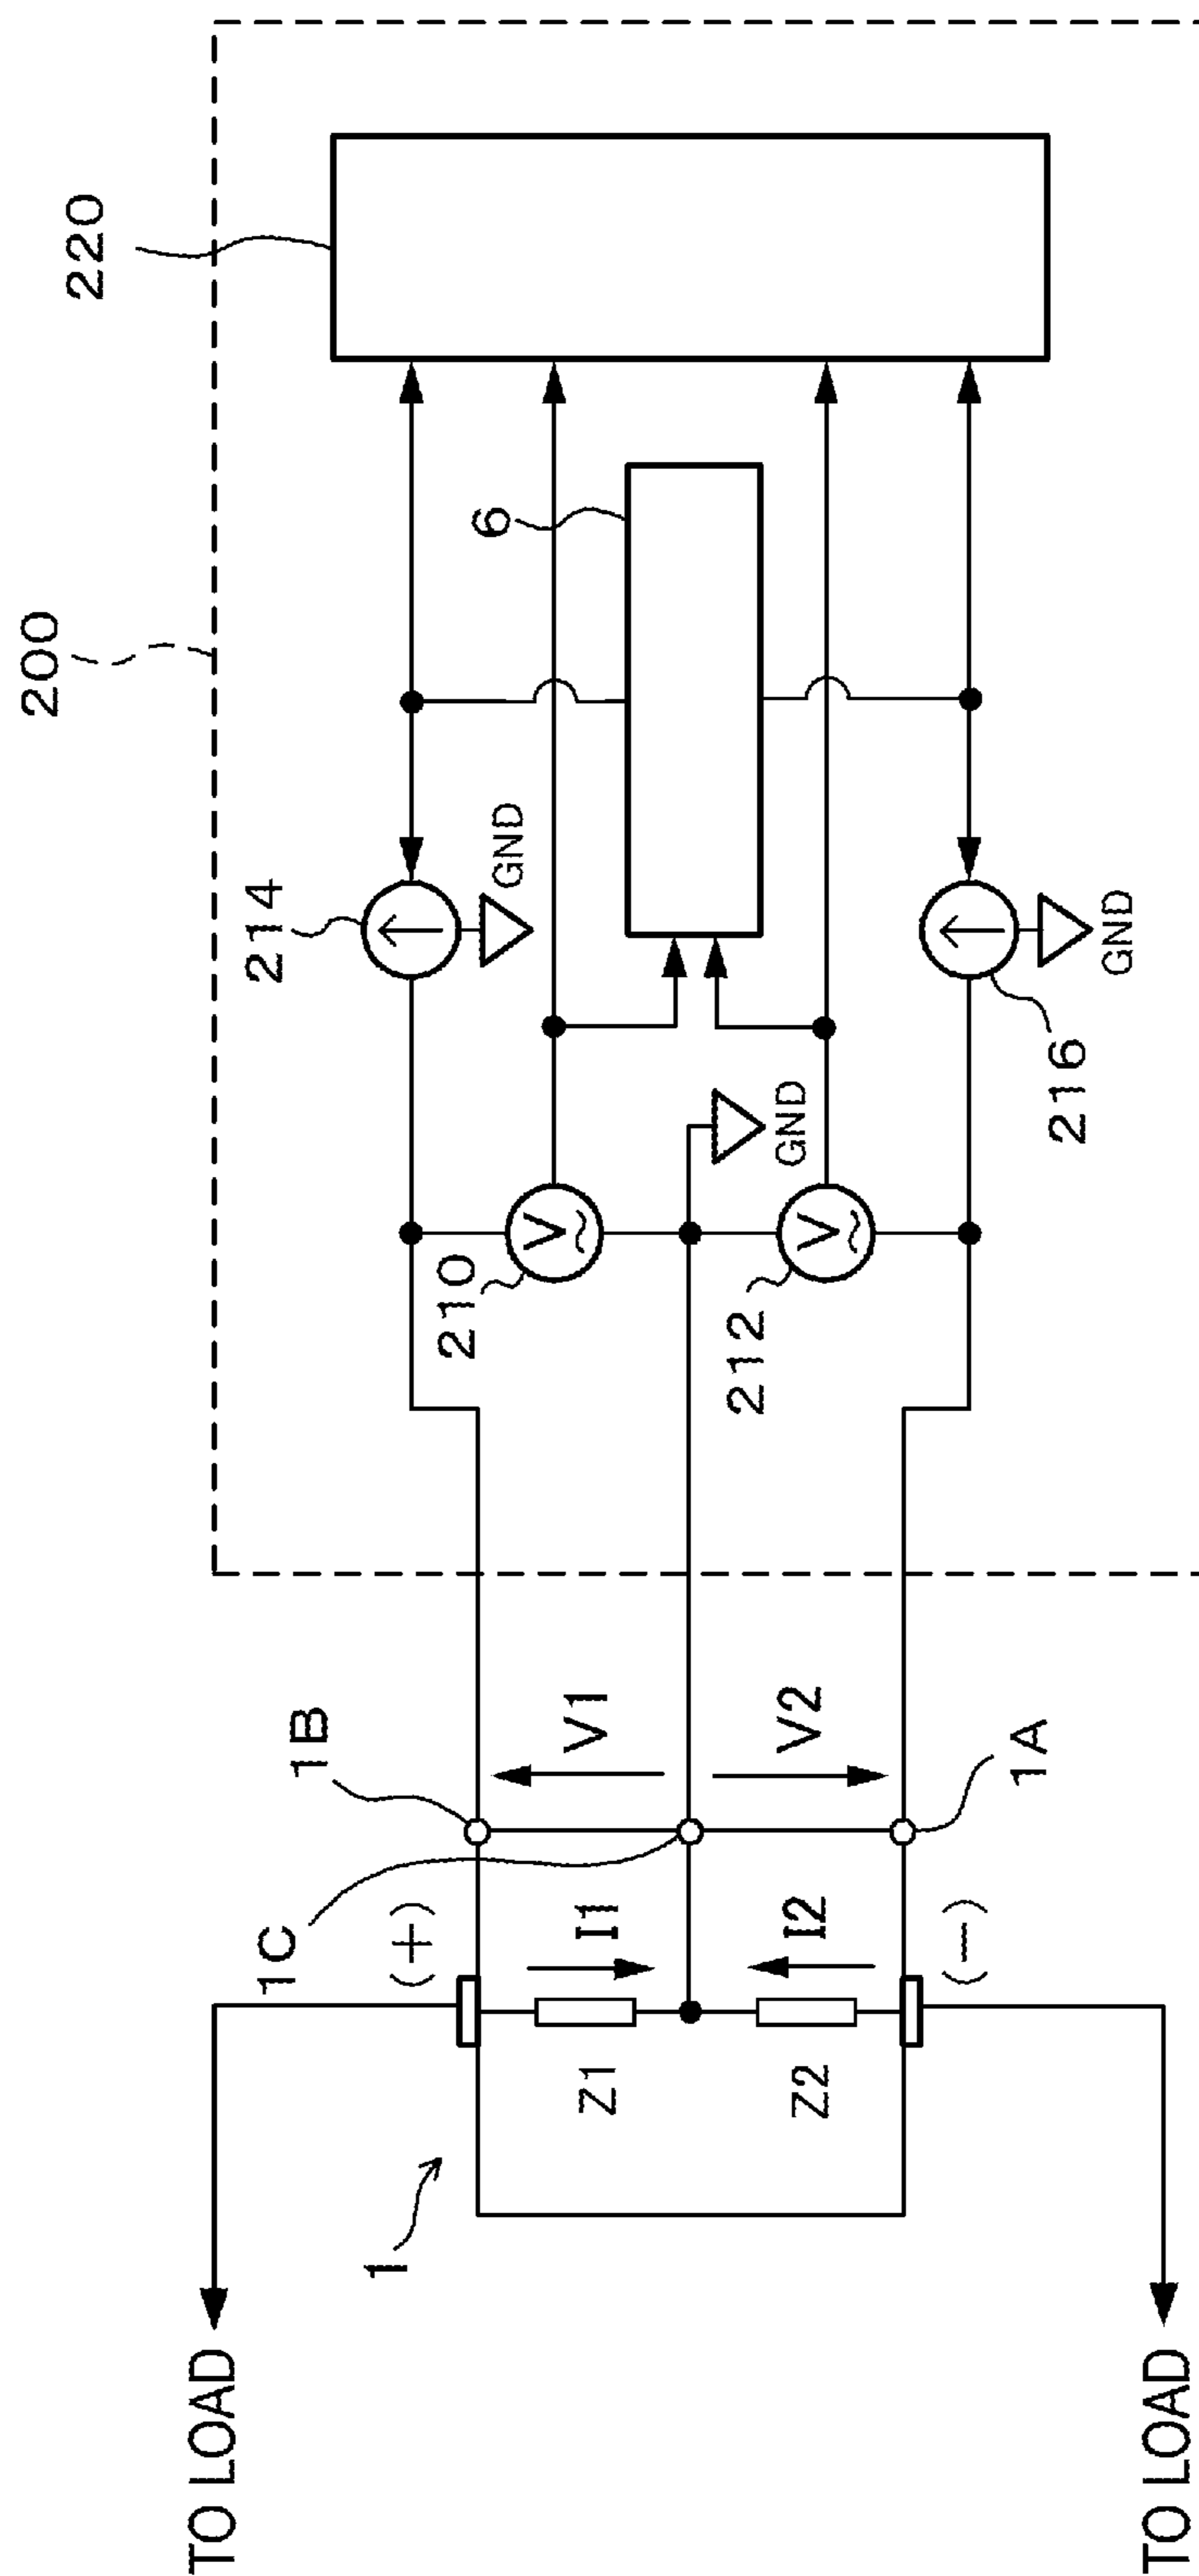 200
220
TO LOAD
1C
214
1B
1
(+)
210
6
GND
Z1
I1
V1
212
GND
Z2
I2
V2
V
V
(−)
1A
216
GND
TO LOAD